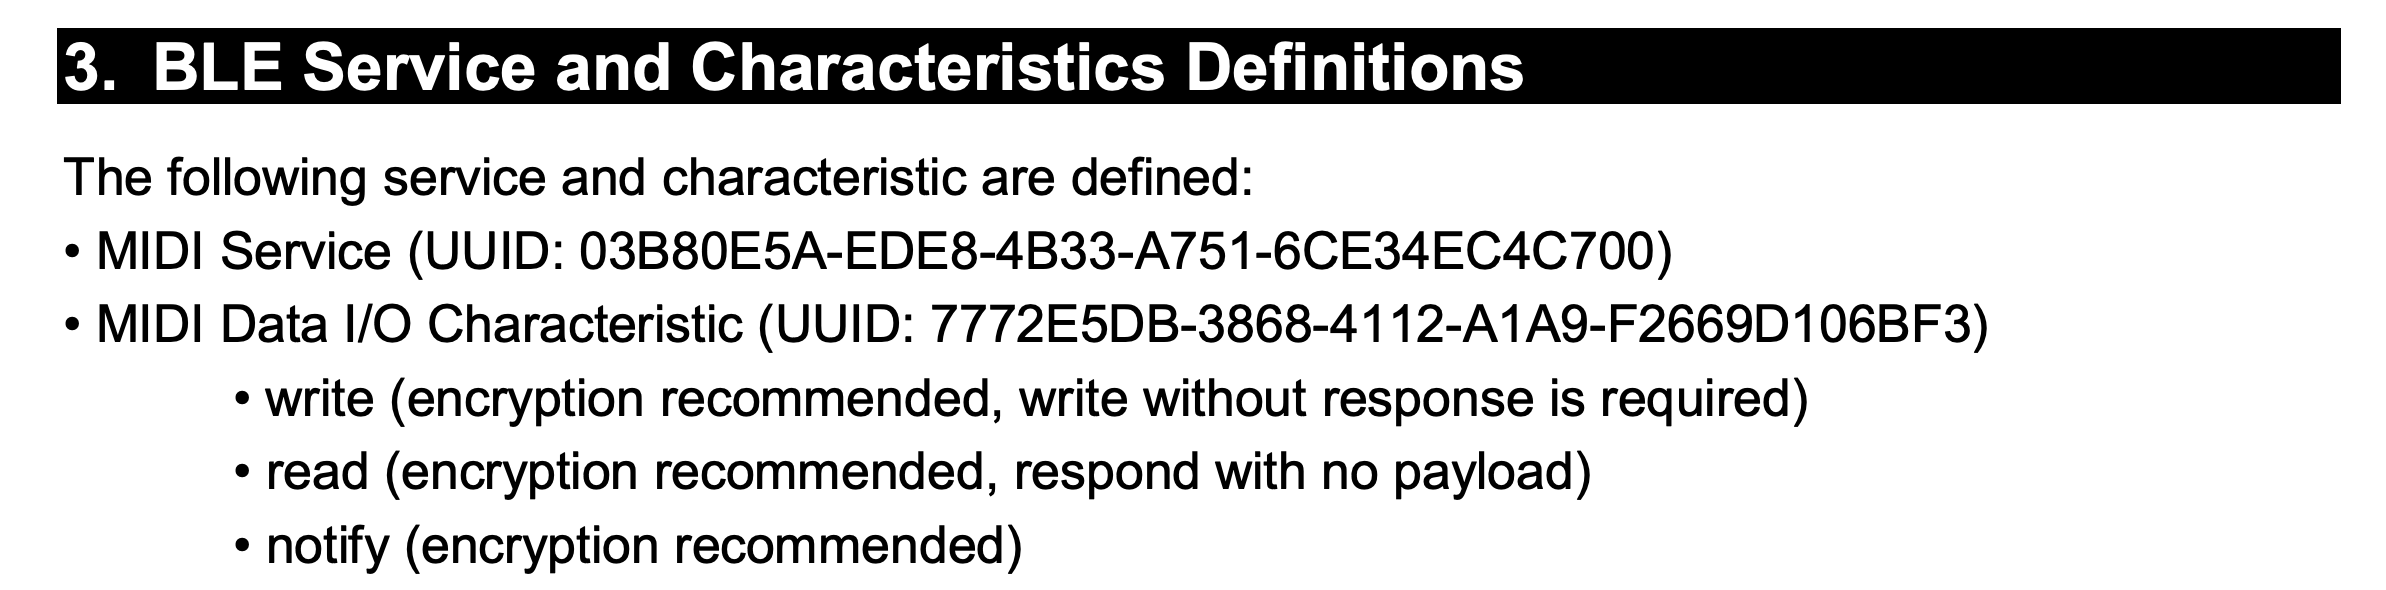 3. BLE Service and Characteristics Definitions
The following service and characteristic are defined:
• MIDI Service (UUID: 03B80E5A-EDE8-4B33-A751-6CE34EC4C700)
• MIDI Data I/O Characteristic (UUID: 7772E5DB-3868-4112-A1A9-F2669D106BF3)
• write (encryption recommended, write without response is required)
• read (encryption recommended, respond with no payload)
• notify (encryption recommended)